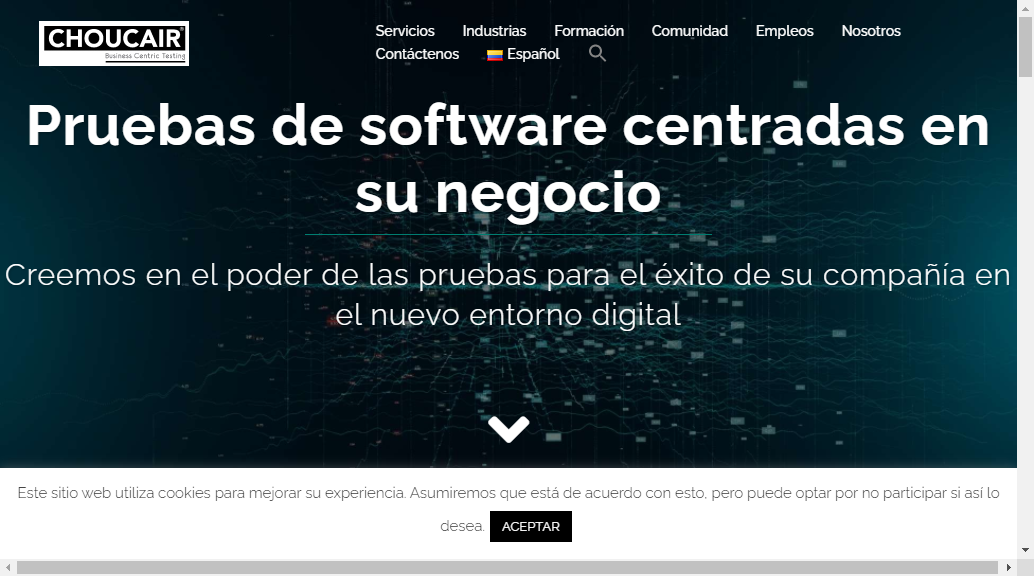 CHOUCAIR
Business Centric Testing
Servicios Industrias Formación Comunidad Empleos Nosotros
Contáctenos Español
Pruebas de software centradas en
su negocio
Creemos en el poder de las pruebas para el éxito de su compañía en
el nuevo entorno digital
Este sitio web utiliza cookies para mejorar su experiencia. Asumiremos que está de acuerdo con esto, pero puede optar por no participar si así lo
desea. ACEPTAR